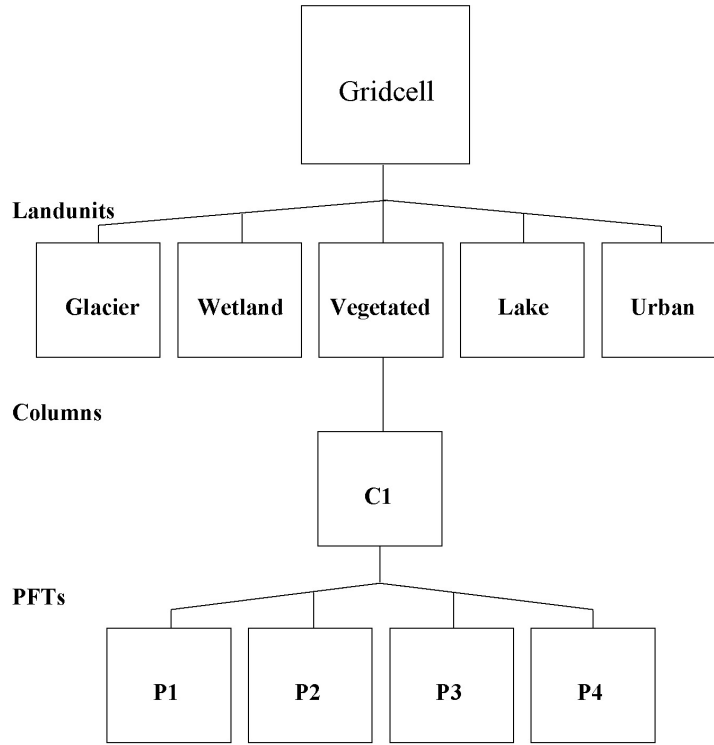 Gridcell
Landunits
Glacier
Wetland
Vegetated
Lake
Urban
Columns
C1
PFTs
P1
P2
P3
P4